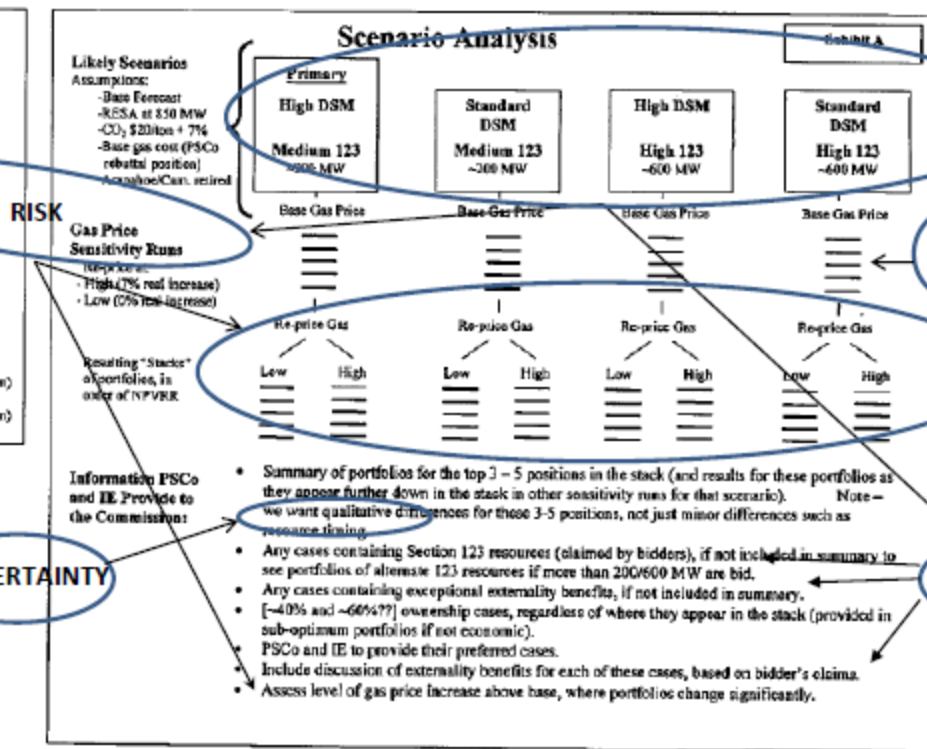 Scenario Analysis
Exhibit A
Likely Scenarios
Assumptions:
-Base Forecast
-RESA at 850 MW
-CO₂ $20/ton + 7%
-Base gas cost (PSCo
rebuttal position)
-Arapahoe/Cam. retired
Primary
High DSM
Medium 123
MW
Standard
DSM
Medium 123
~200 MW
High DSM
High 123
~600 MW
Standard
DSM
High 123
~600 MW
RISK
Base Gas Price
Base Gas Price
Base Gas Price
Base Gas Price
Gas Price
Sensitivity Runs
Re-price at:
- High (7% real increase)
- Low (0% real increase)
Re-price Gas
Re-price Gas
Re-price Gas
Re-price Gas
Resulting "Stacks"
of portfolios, in
order of NPVRR
Low High
Low High
Low High
Low High
n)
n)
Information PSCo
and IE Provide to
the Commission:
• Summary of portfolios for the top 3 – 5 positions in the stack (and results for these portfolios as
they appear further down in the stack in other sensitivity runs for that scenario). Note –
we want qualitative differences for these 3-5 positions, not just minor differences such as
resource timing.
ERTAINTY
• Any cases containing Section 123 resources (claimed by bidders), if not included in summary to
see portfolios of alternate 123 resources if more than 200/600 MW are bid.
• Any cases containing exceptional externality benefits, if not included in summary.
• [~40% and ~60%??] ownership cases, regardless of where they appear in the stack (provided in
sub-optimum portfolios if not economic).
• PSCo and IE to provide their preferred cases.
• Include discussion of externality benefits for each of these cases, based on bidder's claims.
• Assess level of gas price increase above base, where portfolios change significantly.